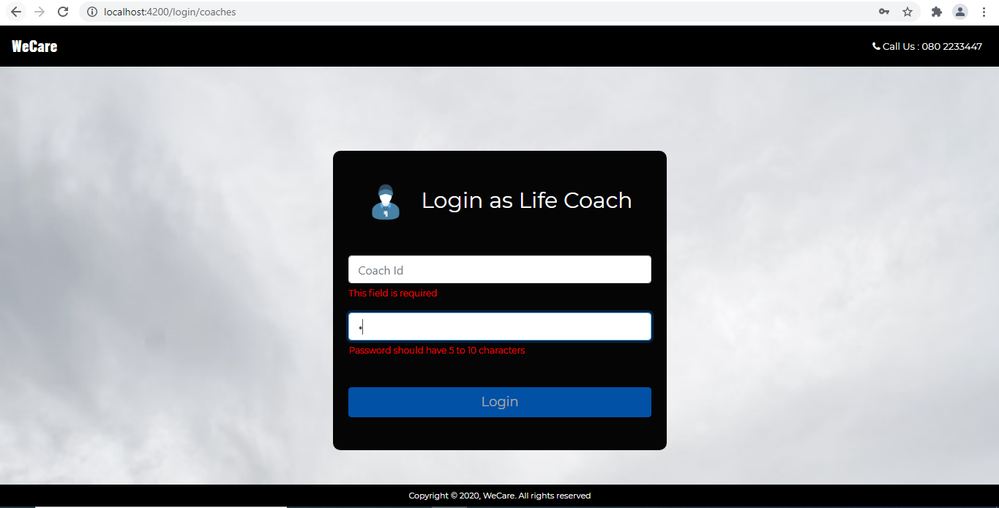 localhost:4200/login/coaches
WeCare
Call Us : 080 2233447
Login as Life Coach
Coach Id
This field is required
Password should have 5 to 10 characters
Login
Copyright © 2020, WeCare. All rights reserved